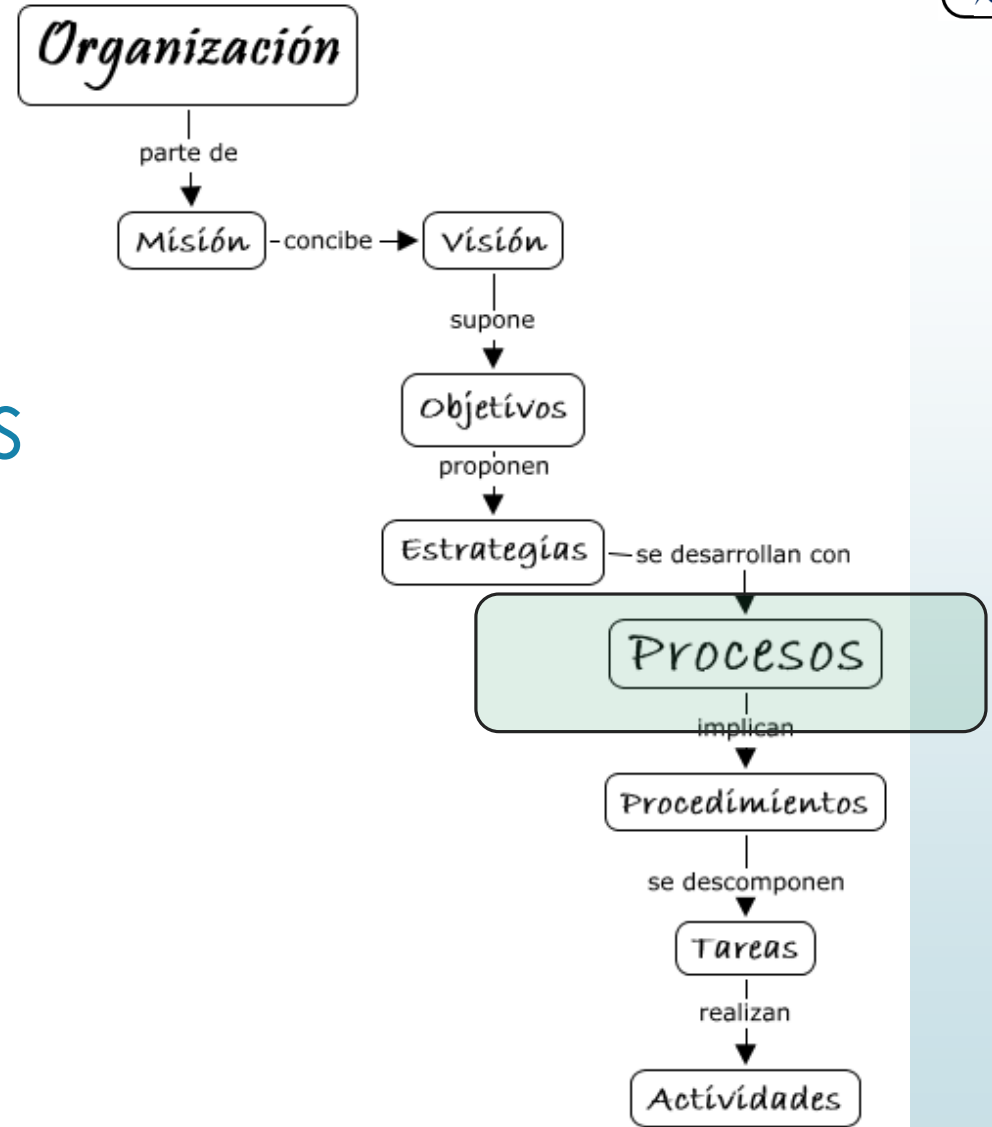 Organización
parte de
Misión concibe Visión
supone
Objetivos
proponen
Estrategias se desarrollan con
Procesos
implican
Procedimientos
se descomponen
Tareas
realizan
Actividades